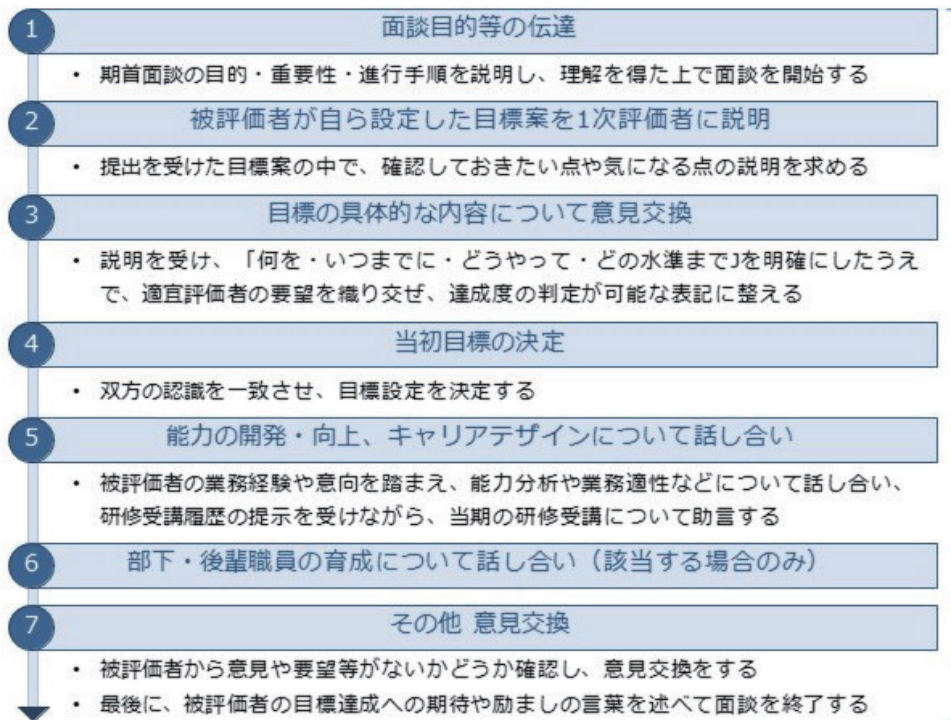 1 面談目的等の伝達
・ 期首面談の目的・重要性・進行手順を説明し、理解を得た上で面談を開始する
2 被評価者が自ら設定した目標案を1次評価者に説明
・ 提出を受けた目標案の中で、確認しておきたい点や気になる点の説明を求める
3 目標の具体的な内容について意見交換
・ 説明を受け、「何を・いつまでに・どうやって・どの水準までJを明確にしたうえ
で、適宜評価者の要望を織り交ぜ、達成度の判定が可能な表記に整える
4 当初目標の決定
・ 双方の認識を一致させ、目標設定を決定する
5 能力の開発・向上、キャリアテザインについて話し合い
・ 被評価者の業務経験や意向を踏まえ、能力分析や業務適性などについて話し合い、
研修受講履歴の提示を受けながら、当期の研修受講について助言する
6 部下・後輩職員の育成について話し合い（該当する場合のみ）
7 その他 意見交換
・ 被評価者から意見や要望等がないかどうか確認し、意見交換をする
・ 最後に、被評価者の目標達成への期待や励ましの言葉を述べて面談を終了する